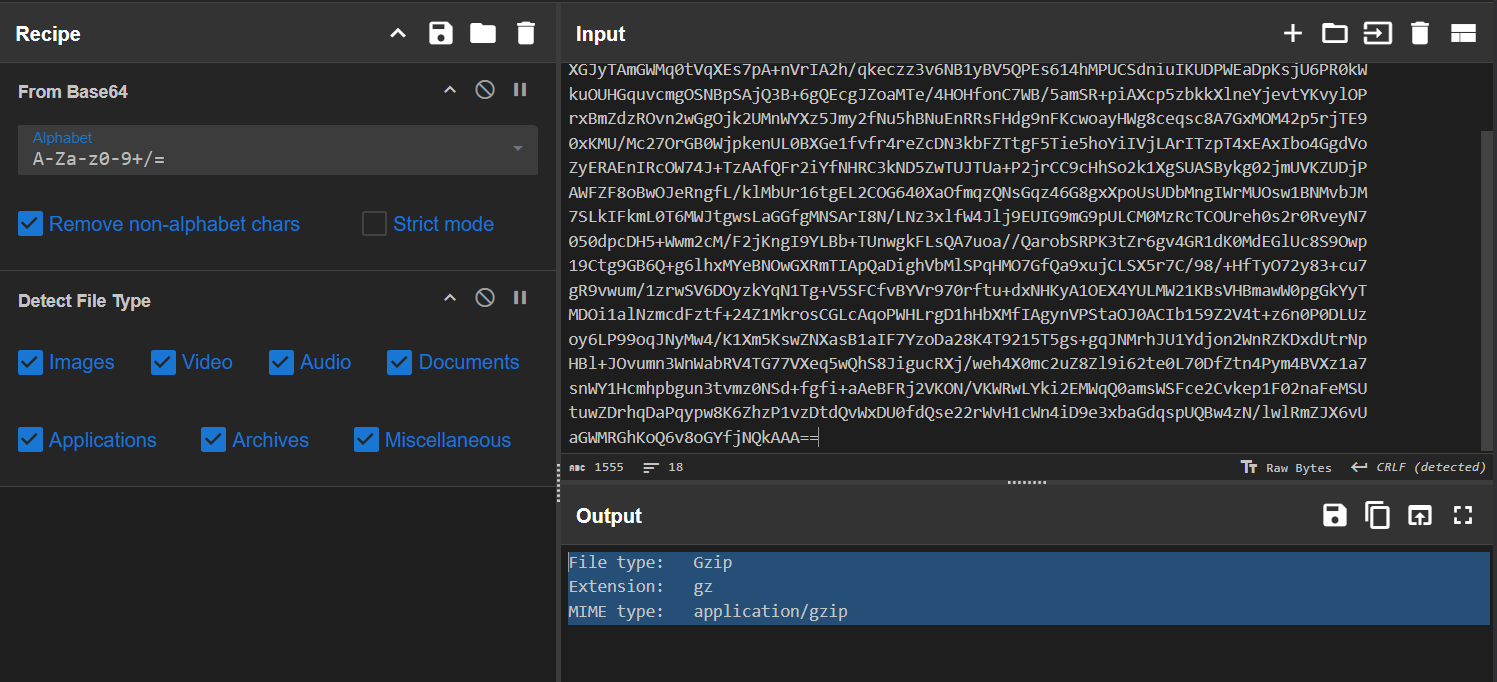 Recipe
From Base64
Alphabet
A-Za-z0-9+/=
Remove non-alphabet chars
Strict mode
Detect File Type
Images
Video
Audio
Documents
Applications
Archives
Miscellaneous
Input
XGJyTAmGWMq0tVqXEs7pA+nVrIA2h/qkeczz3v6NB1yBV5QPEs614hMPUCSdniuIKUDPWEaDpKsjU6PR0kW
kuOUHGquvcmgOSNBpSAjQ3B+6gQEcgJZoaMTe/4HOHfonC7WB/5amSR+piAXcp5zbkkXlneYjevtYKvylOP
rxBmZdzROvn2wGgOjk2UMnWYXz5Jmy2fNu5hBNuEnRRsFHdg9nFKcwoayHWg8ceqsc8A7GxMOM42p5rjTE9
0xKMU/Mc27OrGB0WjpkenUL0BXGe1fvfr4reZcDN3kbFZTtgF5Tie5hoYiIVjLArITzpT4xEAxIbo4GgdVo
ZyERAEnIRcOW74J+TzAAfQFr2iYfNHRC3kND5ZwTUJTUa+P2jrCC9cHhSo2k1XgSUASBykg02jmUVKZUDjP
AWFZF8oBwOJeRngfL/klMbUr16tgEL2COG640XaOfmqzQNsGqz46G8gxXpoUsUDbMngIWrMUOsw1BNMvbJM
7SLkIFkmL0T6MWJtgwsLaGGfgMNSArI8N/LNz3xlfW4Jlj9EUIG9mG9pULCM0MzRcTCOUreh0s2r0RveyN7
050dpcDH5+Wwm2cM/F2jKngI9YLBb+TUnwgkFLsQA7uoa//QarobSRPK3tZr6gv4GR1dK0MdEGlUc8S9Owp
19Ctg9GB6Q+g6lhxMYeBNOwGXRmTIApQaDighVbMlSPqHMO7GfQa9xujCLSX5r7C/98/+HfTyO72y83+cu7
gR9vwum/1zrwSV6DOyzkYqN1Tg+V5SFCfvBYVr970rftu+dxNHKyA1OEX4YULMW21KBsVHBmawW0pgGkYyT
MDOi1alNzmcdFztf+24Z1MkrosCGLcAqoPWHLrgD1hHbXMfIAgynVPStaOJ0ACIb159Z2V4t+z6n0P0DLUz
oy6LP99oqJNyMw4/K1Xm5KswZNXasB1aIF7YzoDa28K4T9215T5gs+gqJNMrhJU1Ydjon2WnRZKDxdUtrNp
HBl+JOvumn3WnWabRV4TG77VXeq5wQhS8JigucRXj/weh4X0mc2uZ8Zl9i62te0L70DfZtn4Pym4BVXz1a7
snWY1Hcmhpbgun3tvmz0NSd+fgfi+aAeBFRj2VKON/VKWRwLYki2EMWqQ0amsWSFce2Cvkep1F02naFeMSU
tuwZDrhqDaPqypw8K6ZhzP1vzDtdQvWxDU0fdQse22rWvH1cWn4iD9e3xbaGdqspUQBw4zN/lwlRmZJX6vU
aGWMRGhKoQ6v8oGYfjNQkAAA==
ABC 1555 18 Tт Raw Bytes CRLF (detected)
Output
File type: Gzip
Extension: gz
MIME type: application/gzip